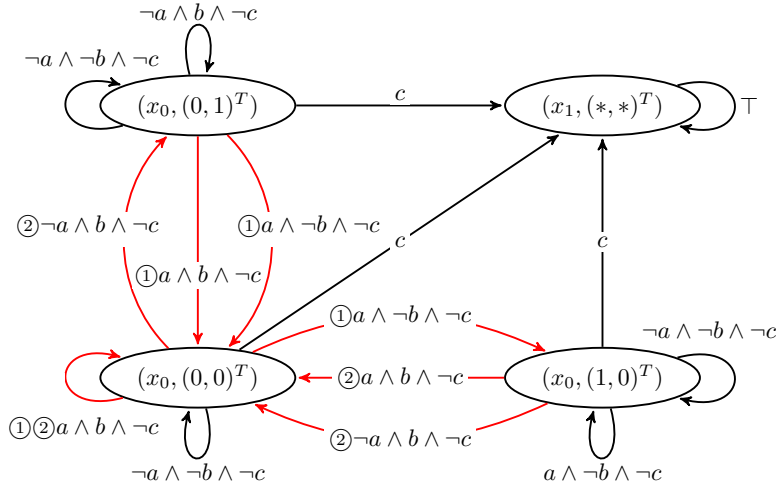 ¬a ∧ b ∧ ¬c
¬a ∧ ¬b ∧ ¬c
(x₀, (0, 1)ᵀ)
c
(x₁, (∗, ∗)ᵀ)
⊤
②¬a ∧ b ∧ ¬c
①a ∧ ¬b ∧ ¬c
①a ∧ b ∧ ¬c
c
c
①a ∧ ¬b ∧ ¬c
¬a ∧ ¬b ∧ ¬c
(x₀, (0, 0)ᵀ)
②a ∧ b ∧ ¬c
(x₀, (1, 0)ᵀ)
①②a ∧ b ∧ ¬c
②¬a ∧ b ∧ ¬c
¬a ∧ ¬b ∧ ¬c
a ∧ ¬b ∧ ¬c